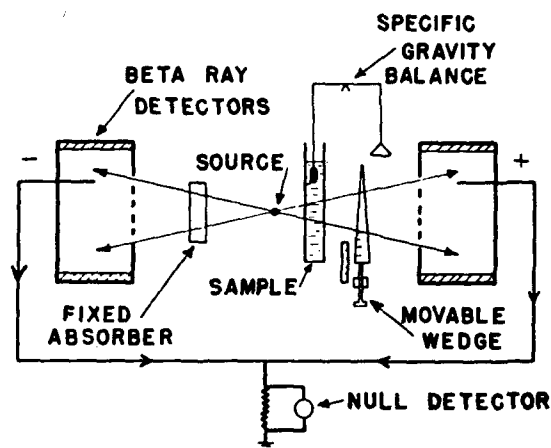 SPECIFIC
GRAVITY
BALANCE
BETA RAY
DETECTORS
-
SOURCE
+
SAMPLE
FIXED
ABSORBER
MOVABLE
WEDGE
NULL DETECTOR